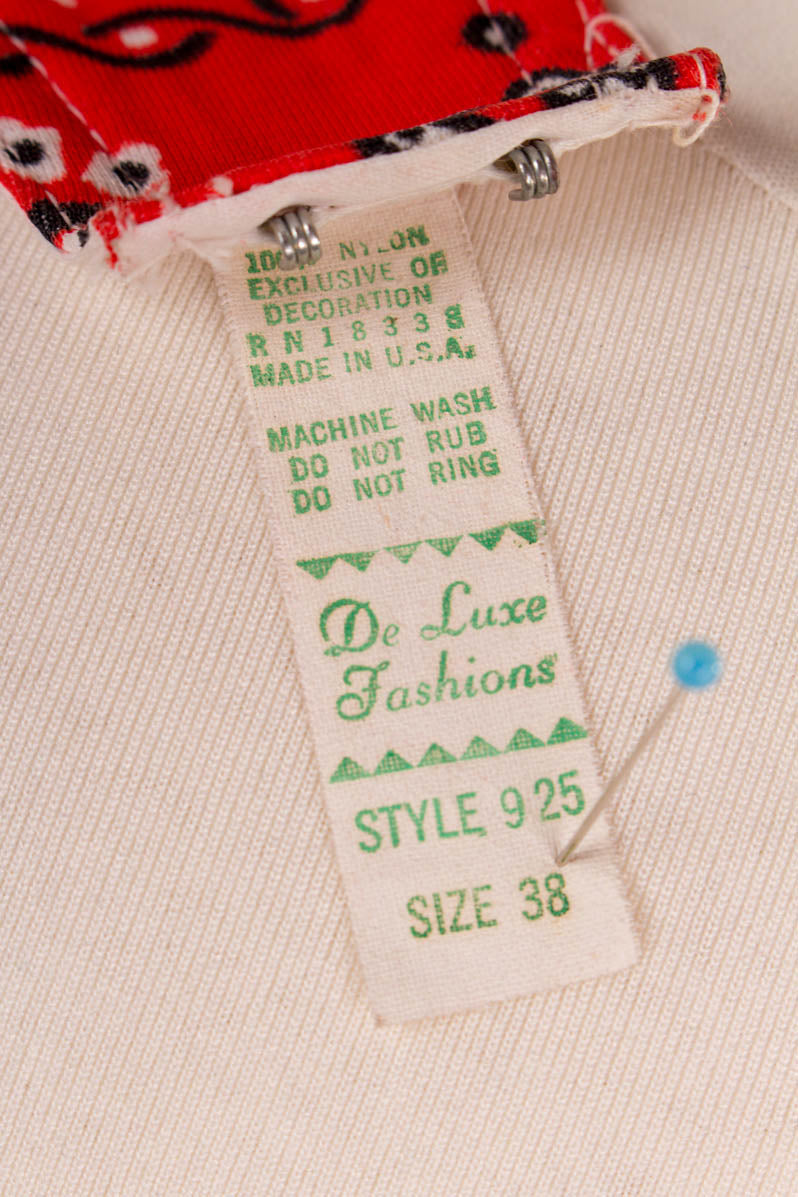 100% NYLON
EXCLUSIVE OF
DECORATION
RN 18338
MADE IN U.S.A.
MACHINE WASH
DO NOT RUB
DO NOT RING
De Luxe
Fashions
STYLE 925
SIZE 38